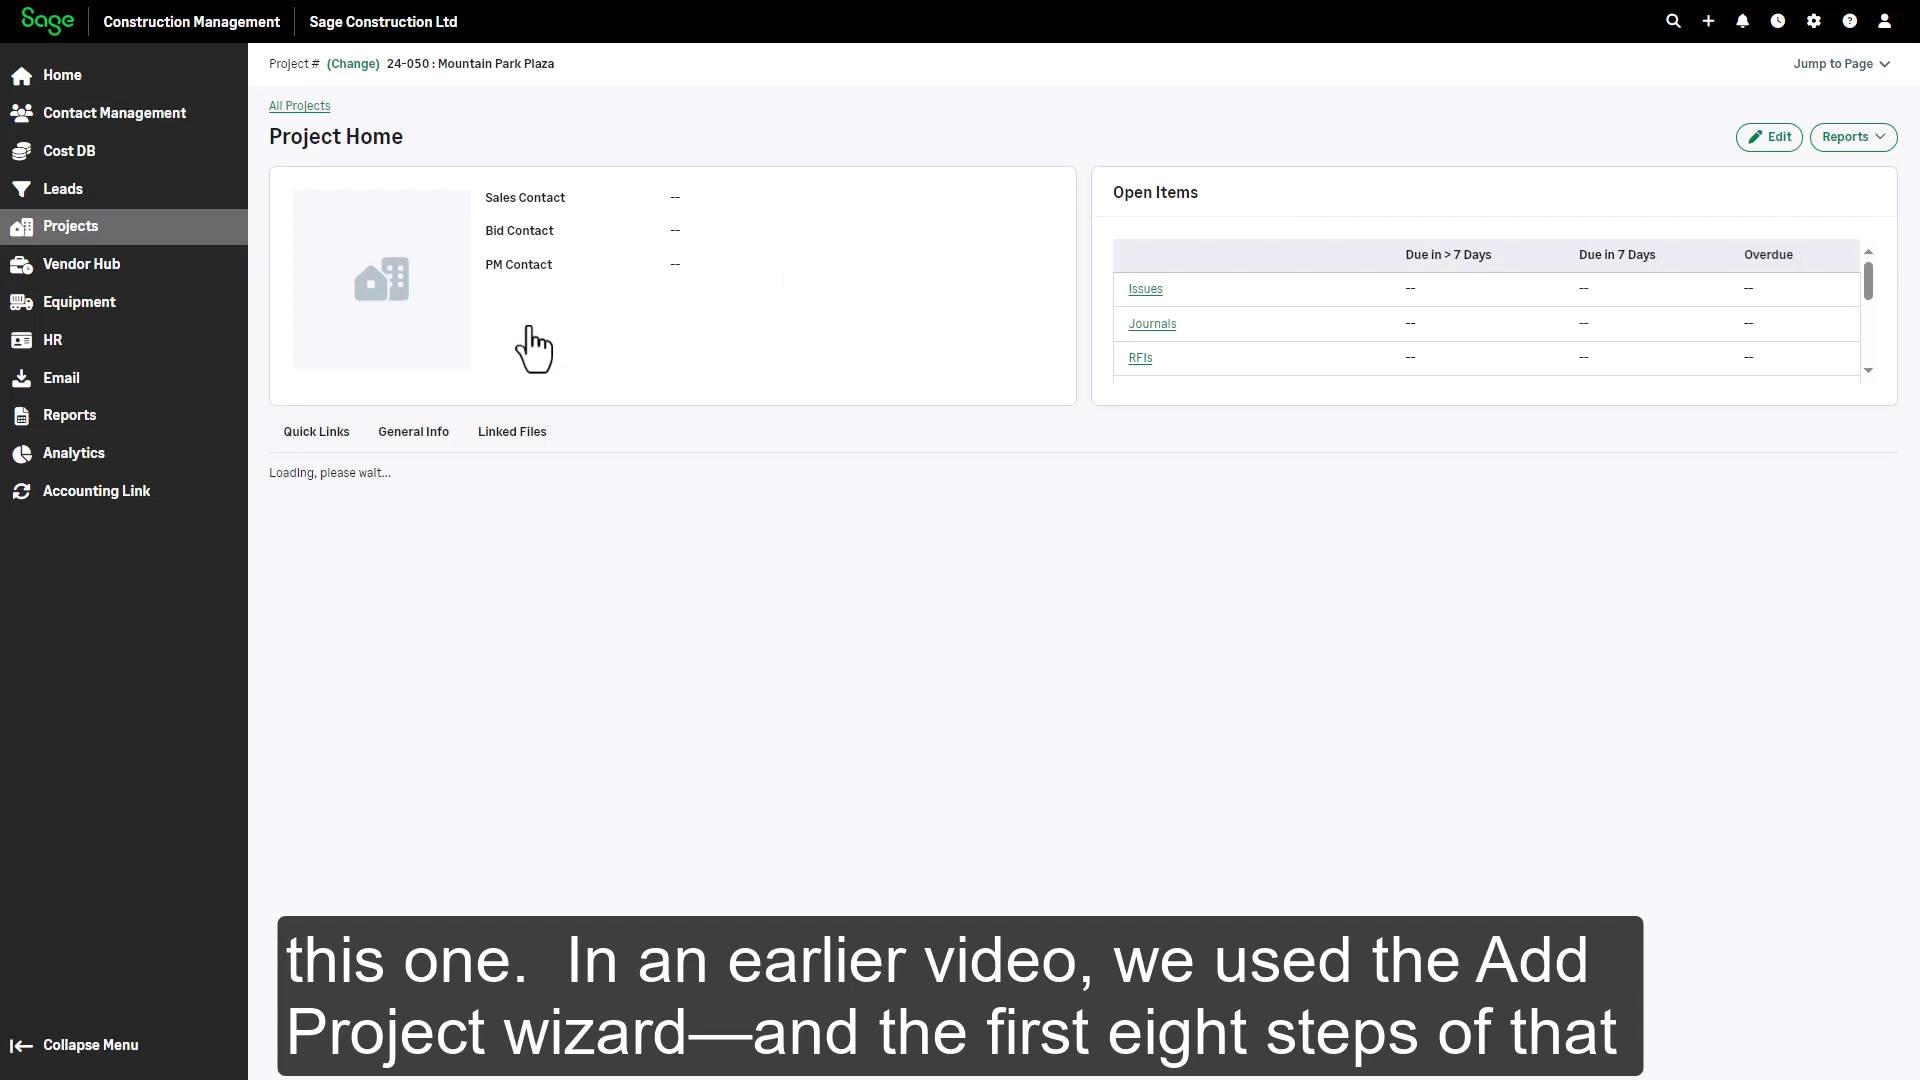 Sage Construction Management Sage Construction Ltd
Home
Contact Management
Cost DB
Leads
Projects
Vendor Hub
Equipment
HR
Email
Reports
Analytics
Accounting Link
Collapse Menu
Project # (Change) 24-050 : Mountain Park Plaza
Jump to Page
All Projects
Project Home
Edit
Reports
Sales Contact --
Bid Contact --
PM Contact --
Open Items
Due in > 7 Days Due in 7 Days Overdue
Issues -- -- --
Journals -- -- --
RFIs -- -- --
Quick Links General Info Linked Files
Loading, please wait...
this one.  In an earlier video, we used the Add
Project wizard—and the first eight steps of that